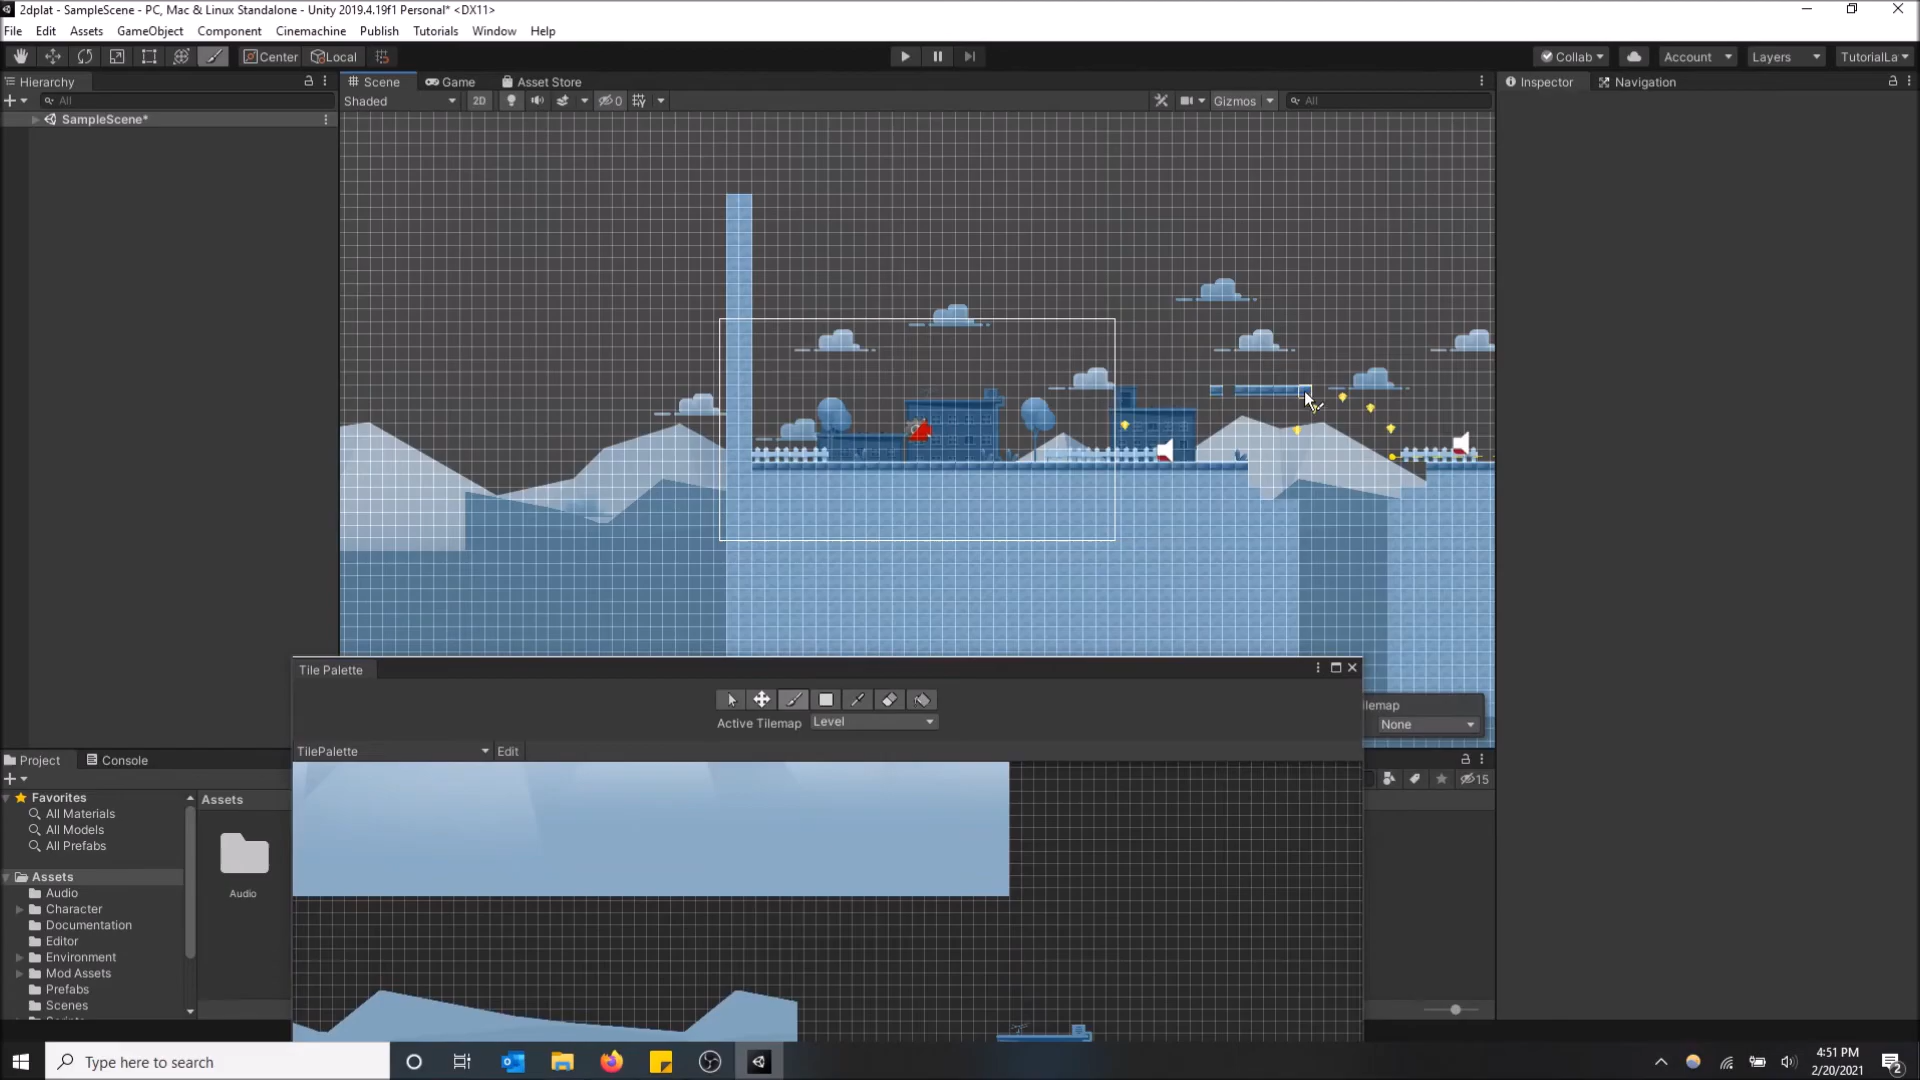 2dplat - SampleScene - PC, Mac & Linux Standalone - Unity 2019.4.19f1 Personal* <DX11>
File Edit Assets GameObject Component Cinemachine Publish Tutorials Window Help
Center Local Collab Account Layers TutorialLa
Hierarchy Scene Game Asset Store Inspector Navigation
All Shaded 2D 0 Gizmos All
SampleScene*
Tile Palette
Active Tilemap Level
lemap
None
TilePalette Edit
Project Console
15
Favorites
All Materials
All Models
All Prefabs
Assets
Audio
Character
Documentation
Editor
Environment
Mod Assets
Prefabs
Scenes
Assets
Audio
Type here to search
4:51 PM
2/20/2021
2